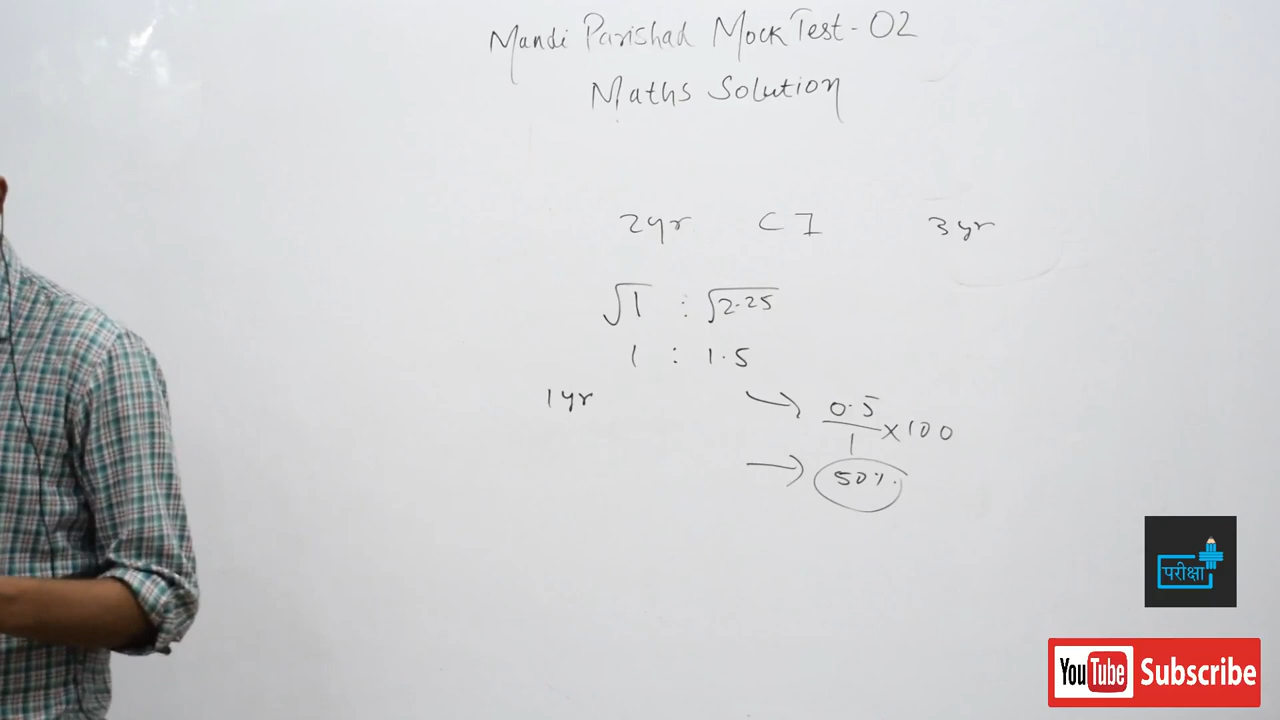 Mandi Parishad Mock Test - 02
Maths Solution
2yr CI 3yr
√1 : √2.25
1 : 1.5
1yr → 0.5/1 × 100
→ 50%
परीक्षा
YouTube Subscribe